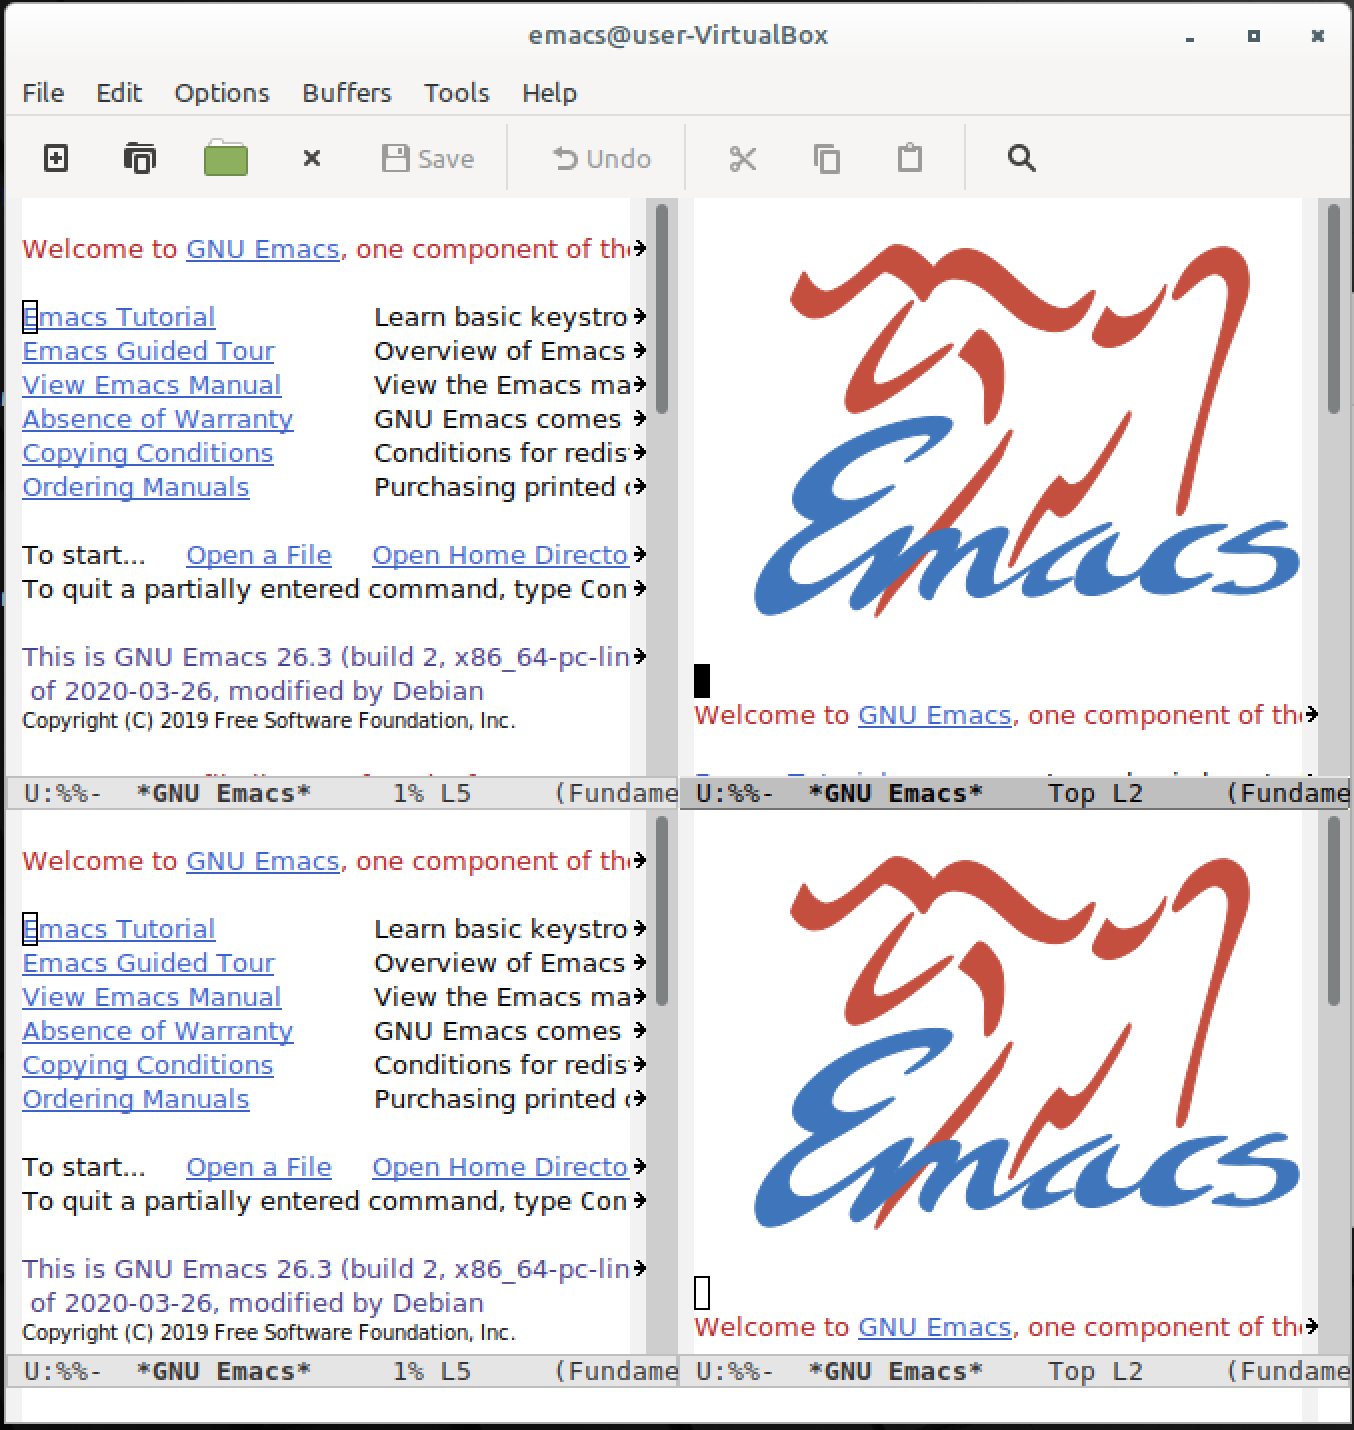 emacs@user-VirtualBox
File Edit Options Buffers Tools Help
Save Undo
Welcome to GNU Emacs, one component of the
Emacs Tutorial Learn basic keystro
Emacs Guided Tour Overview of Emacs
View Emacs Manual View the Emacs ma
Absence of Warranty GNU Emacs comes
Copying Conditions Conditions for redis
Ordering Manuals Purchasing printed
To start... Open a File Open Home Directo
To quit a partially entered command, type Con
This is GNU Emacs 26.3 (build 2, x86_64-pc-lin
of 2020-03-26, modified by Debian
Copyright (C) 2019 Free Software Foundation, Inc.
U:%%- *GNU Emacs* 1% L5 (Fundame
Emacs
Welcome to GNU Emacs, one component of the
U:%%- *GNU Emacs* Top L2 (Fundame
Welcome to GNU Emacs, one component of the
Emacs Tutorial Learn basic keystro
Emacs Guided Tour Overview of Emacs
View Emacs Manual View the Emacs ma
Absence of Warranty GNU Emacs comes
Copying Conditions Conditions for redis
Ordering Manuals Purchasing printed
To start... Open a File Open Home Directo
To quit a partially entered command, type Con
This is GNU Emacs 26.3 (build 2, x86_64-pc-lin
of 2020-03-26, modified by Debian
Copyright (C) 2019 Free Software Foundation, Inc.
U:%%- *GNU Emacs* 1% L5 (Fundame
Emacs
Welcome to GNU Emacs, one component of the
U:%%- *GNU Emacs* Top L2 (Fundame